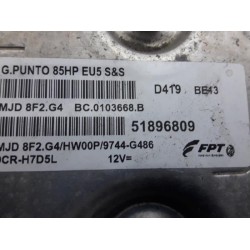 G.PUNTO 85HP EU5 S&S
D419 BE43
MJD 8F2.G4 BC.0103668.B
51896809
MJD 8F2.G4/HW00P/9744-G486
9CR-H7D5L 12V=
FPT